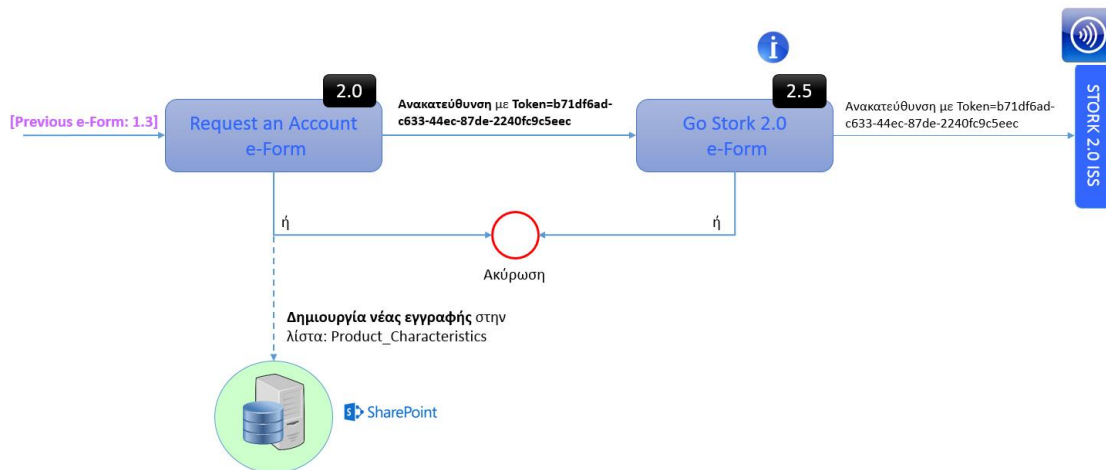 2.0
2.5
[Previous e-Form: 1.3]
Request an Account
e-Form
Ανακατεύθυνση με Token=b71df6ad-
c633-44ec-87de-2240fc9c5eec
Go Stork 2.0
e-Form
Ανακατεύθυνση με Token=b71df6ad-
c633-44ec-87de-2240fc9c5eec
STORK 2.0 ISS
ή
ή
Ακύρωση
Δημιουργία νέας εγγραφής στην
λίστα: Product_Characteristics
SharePoint